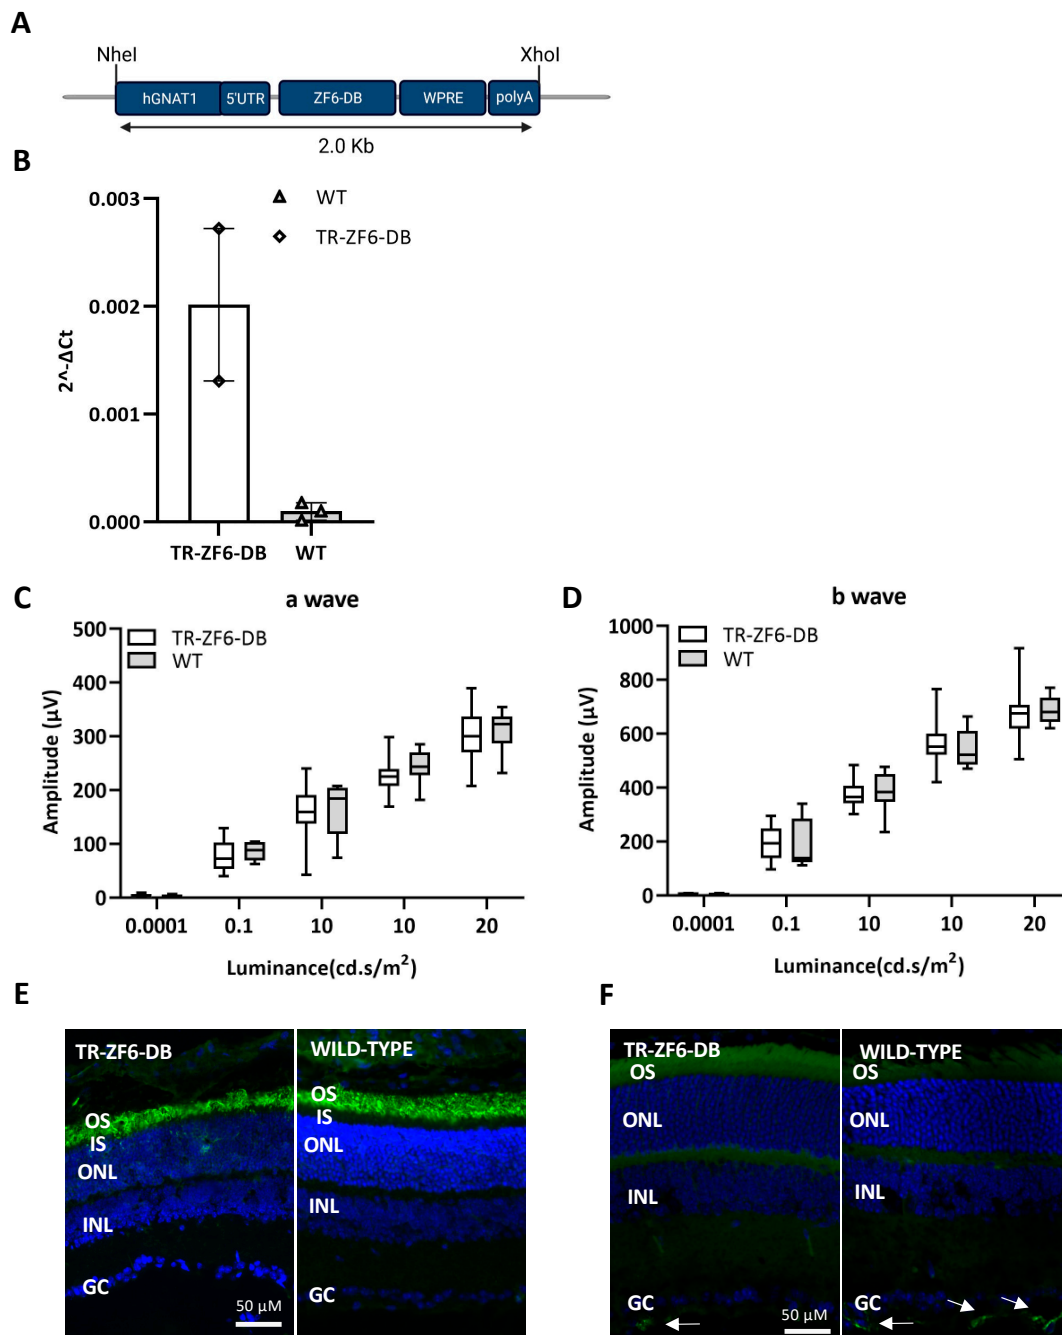 A
NheI XhoI
hGNAT1 5'UTR ZF6-DB WPRE polyA
2.0 Kb
B
0.003
0.002
0.001
0.000
2^-ΔCt
WT
TR-ZF6-DB
TR-ZF6-DB WT
C
a wave
500
400
300
200
100
0
Amplitude (µV)
TR-ZF6-DB
WT
0.0001 0.1 10 10 20
Luminance(cd.s/m²)
D
b wave
1000
800
600
400
200
0
Amplitude (µV)
TR-ZF6-DB
WT
0.0001 0.1 10 10 20
Luminance(cd.s/m²)
E
TR-ZF6-DB WILD-TYPE
OS OS
IS IS
ONL ONL
INL INL
GC GC
50 µM
F
TR-ZF6-DB WILD-TYPE
OS OS
ONL ONL
INL INL
GC GC
50 µM